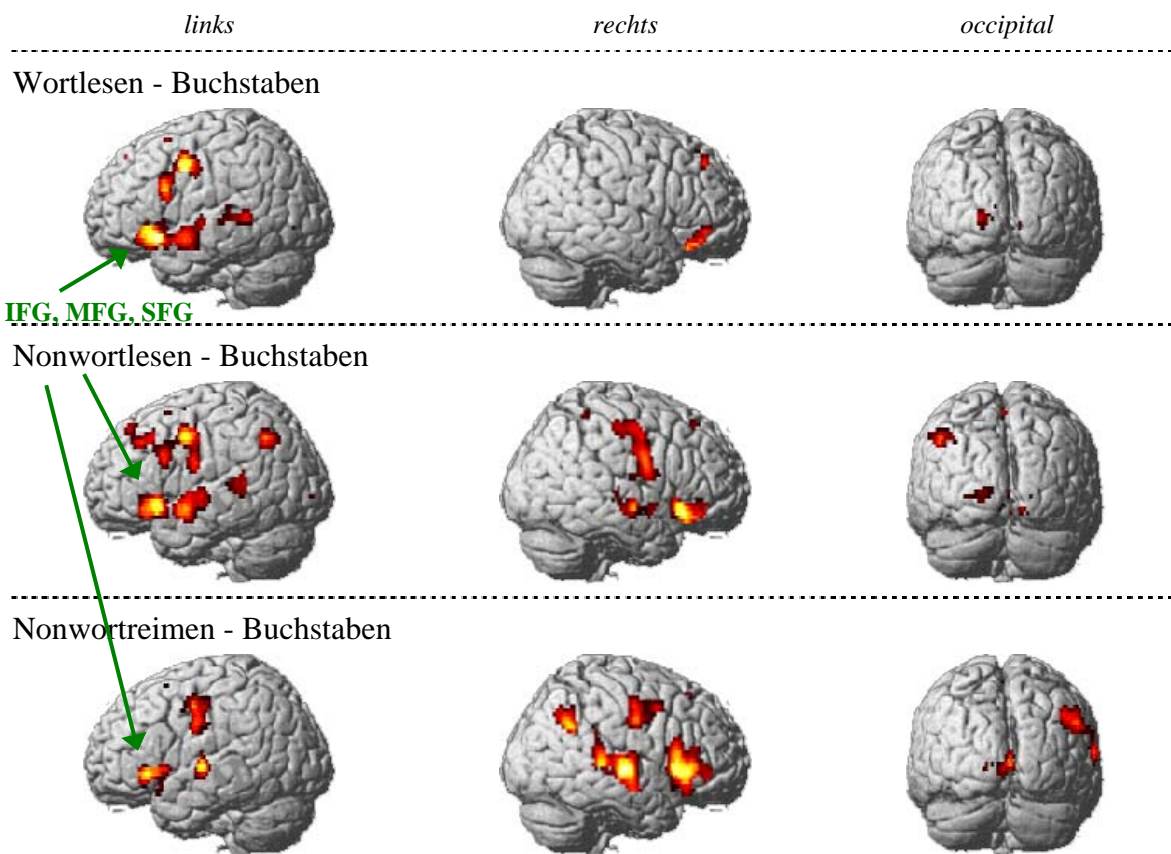 links rechts occipital
Wortlesen - Buchstaben
IFG, MFG, SFG
Nonwortlesen - Buchstaben
Nonwortreimen - Buchstaben